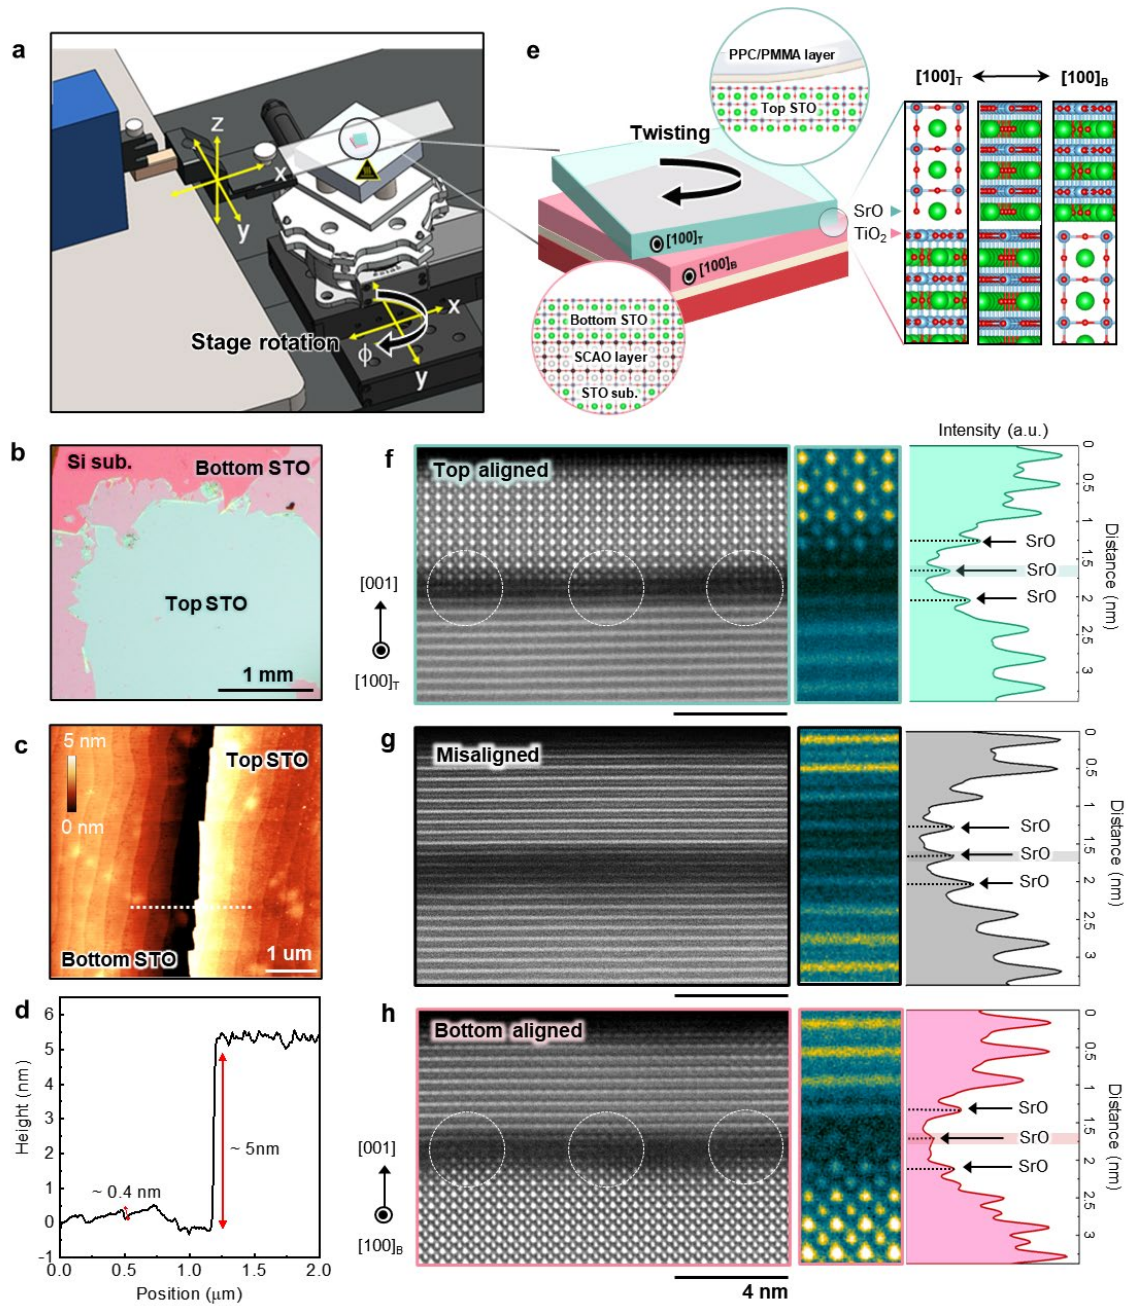 a
z
x
y
Stage rotation
x
ϕ
y
e
PPC/PMMA layer
Top STO
Twisting
[100]T
[100]B
SrO
TiO2
[100]T
[100]B
Bottom STO
SCAO layer
STO sub.
b
Si sub.
Bottom STO
Top STO
1 mm
c
5 nm
0 nm
Top STO
Bottom STO
1 um
d
Height (nm)
6
5
4
3
2
1
0
-1
~ 5nm
~ 0.4 nm
0.0 0.5 1.0 1.5 2.0
Position (μm)
f
Top aligned
[001]
[100]T
Intensity (a.u.)
0
0.5
1
1.5
2
2.5
3
Distance (nm)
SrO
SrO
SrO
g
Misaligned
0
0.5
1
1.5
2
2.5
3
Distance (nm)
SrO
SrO
SrO
h
Bottom aligned
[001]
[100]B
4 nm
0
0.5
1
1.5
2
2.5
3
Distance (nm)
SrO
SrO
SrO